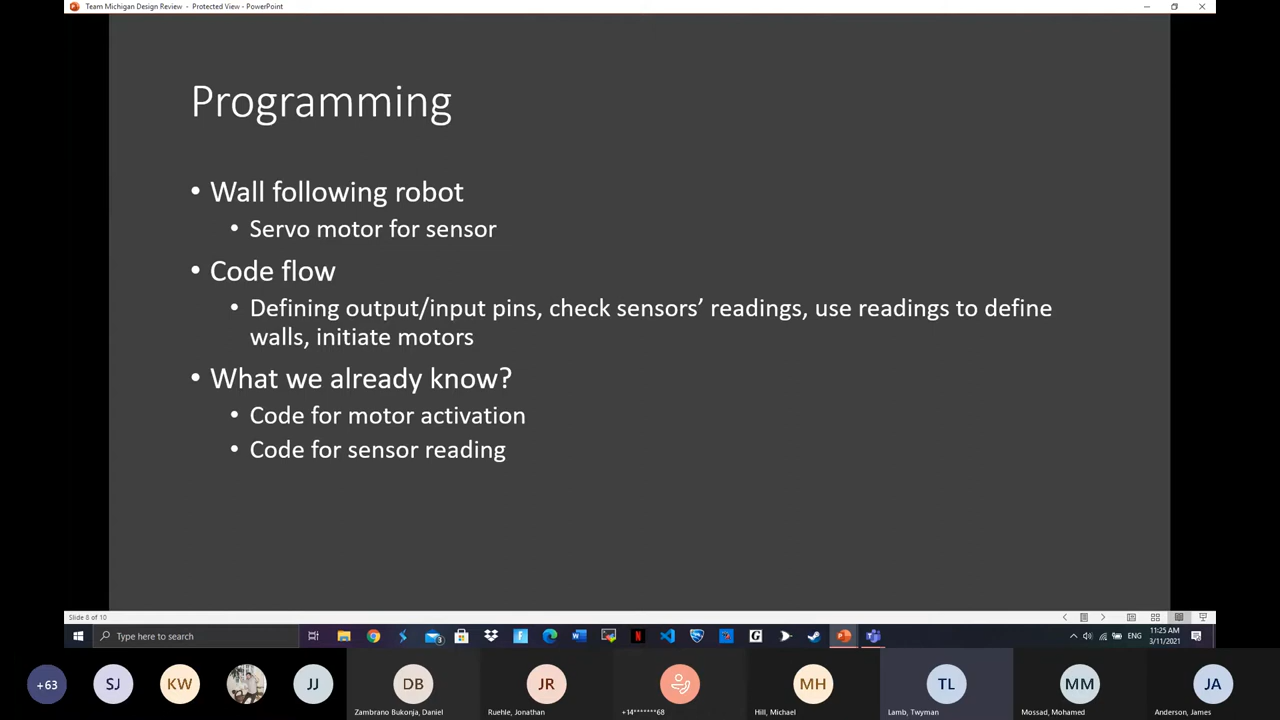 Team Michigan Design Review - Protected View - PowerPoint
Programming
• Wall following robot
• Servo motor for sensor
• Code flow
• Defining output/input pins, check sensors’ readings, use readings to define
walls, initiate motors
• What we already know?
• Code for motor activation
• Code for sensor reading
Slide 8 of 10
Type here to search
3
ENG
11:25 AM
3/11/2021
+63
SJ
KW
JJ
DB
JR
MH
TL
MM
JA
Zambrano Bukonja, Daniel
Ruehle, Jonathan
+14*******68
Hill, Michael
Lamb, Twyman
Mossad, Mohamed
Anderson, James